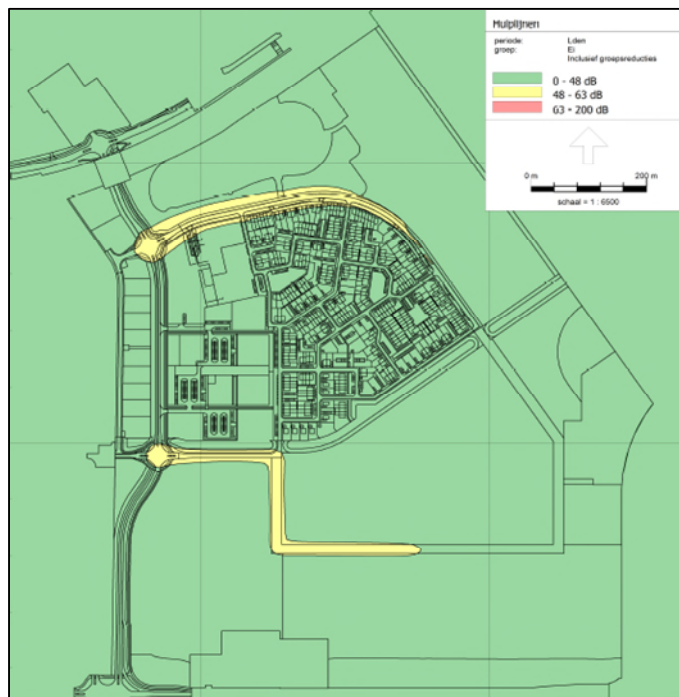 Hulplijnen
periode: Lden
groep: Ei
Inclusief groepsreducties
0 - 48 dB
48 - 63 dB
63 - 200 dB
0 m 200 m
schaal = 1 : 6500